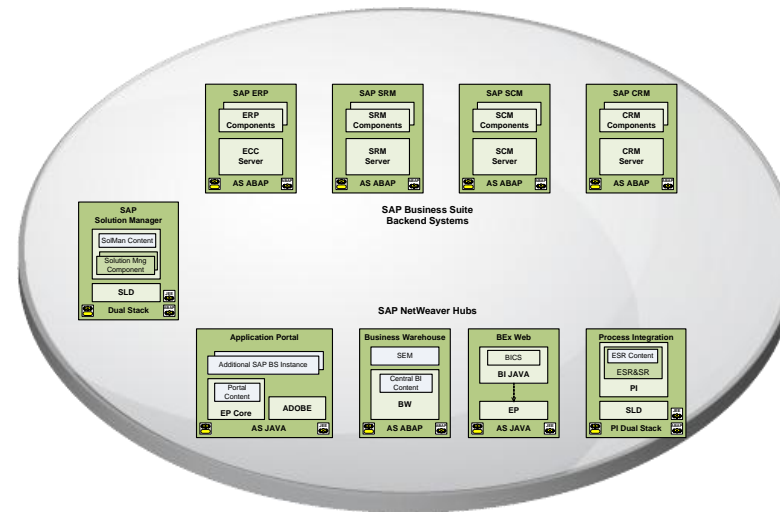 SAP ERP
ERP
Components
ECC
Server
AS ABAP
SAP SRM
SRM
Components
SRM
Server
AS ABAP
SAP SCM
SCM
Components
SCM
Server
AS ABAP
SAP CRM
CRM
Components
CRM
Server
AS ABAP
SAP Business Suite
Backend Systems
SAP
Solution Manager
SolMan Content
Solution Mng
Component
SLD
Dual Stack
SAP NetWeaver Hubs
Application Portal
Additional SAP BS Instance
Portal
Content
EP Core
ADOBE
AS JAVA
Business Warehouse
SEM
Central BI
Content
BW
AS ABAP
BEx Web
BICS
BI JAVA
EP
AS JAVA
Process Integration
ESR Content
ESR&SR
PI
SLD
PI Dual Stack